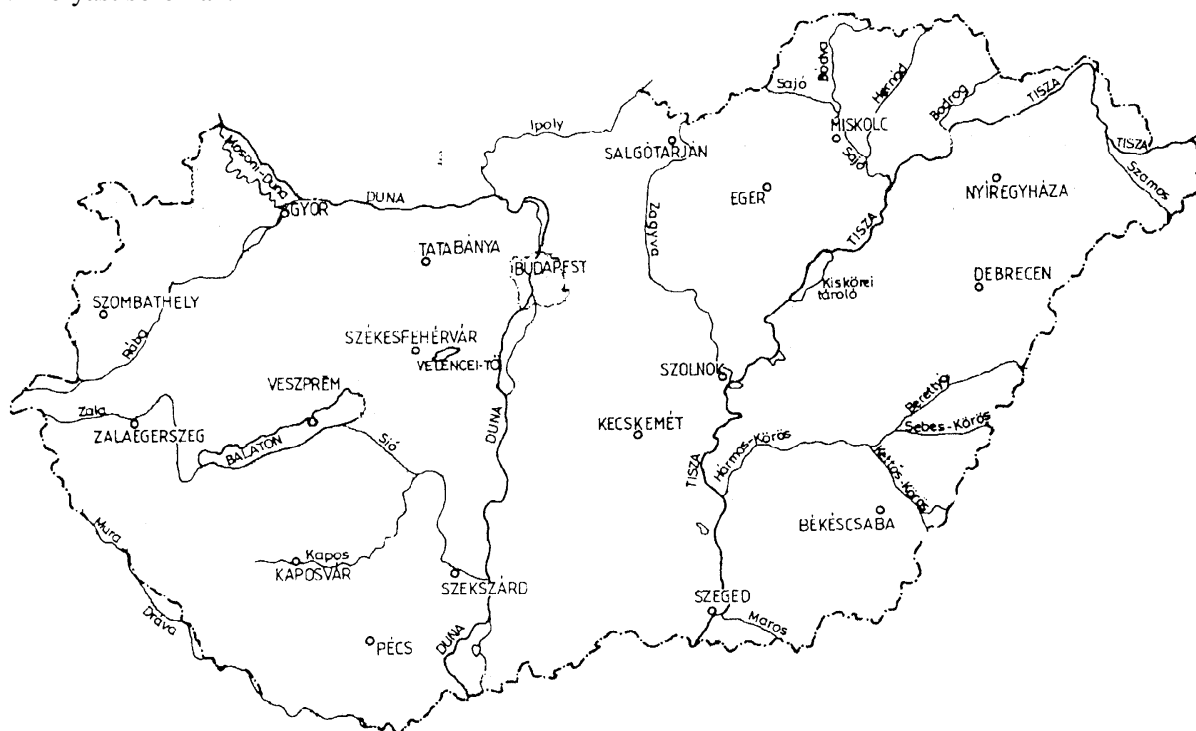 Bodva
Sajó
Hernád
Bodrog
TISZA
Ipoly
MISKOLC
SALGÓTARJÁN
Sajó
TISZA
Szamos
Mosoni-Duna
DUNA
GYŐR
EGER
NYÍREGYHÁZA
Zagyva
TISZA
TATABÁNYA
BUDAPEST
Kiskörei
tároló
DEBRECEN
SZOMBATHELY
Rába
SZÉKESFEHÉRVÁR
VELENCEI-TÓ
SZOLNOK
VESZPRÉM
Berettyó
Zala
ZALAEGERSZEG
BALATON
Sió
DUNA
KECSKEMÉT
Sebes-Körös
Hármas-Körös
TISZA
Kettős-Körös
Mura
BÉKÉSCSABA
Kapos
KAPOSVÁR
SZEKSZÁRD
Dráva
SZEGED
Maros
PÉCS
DUNA